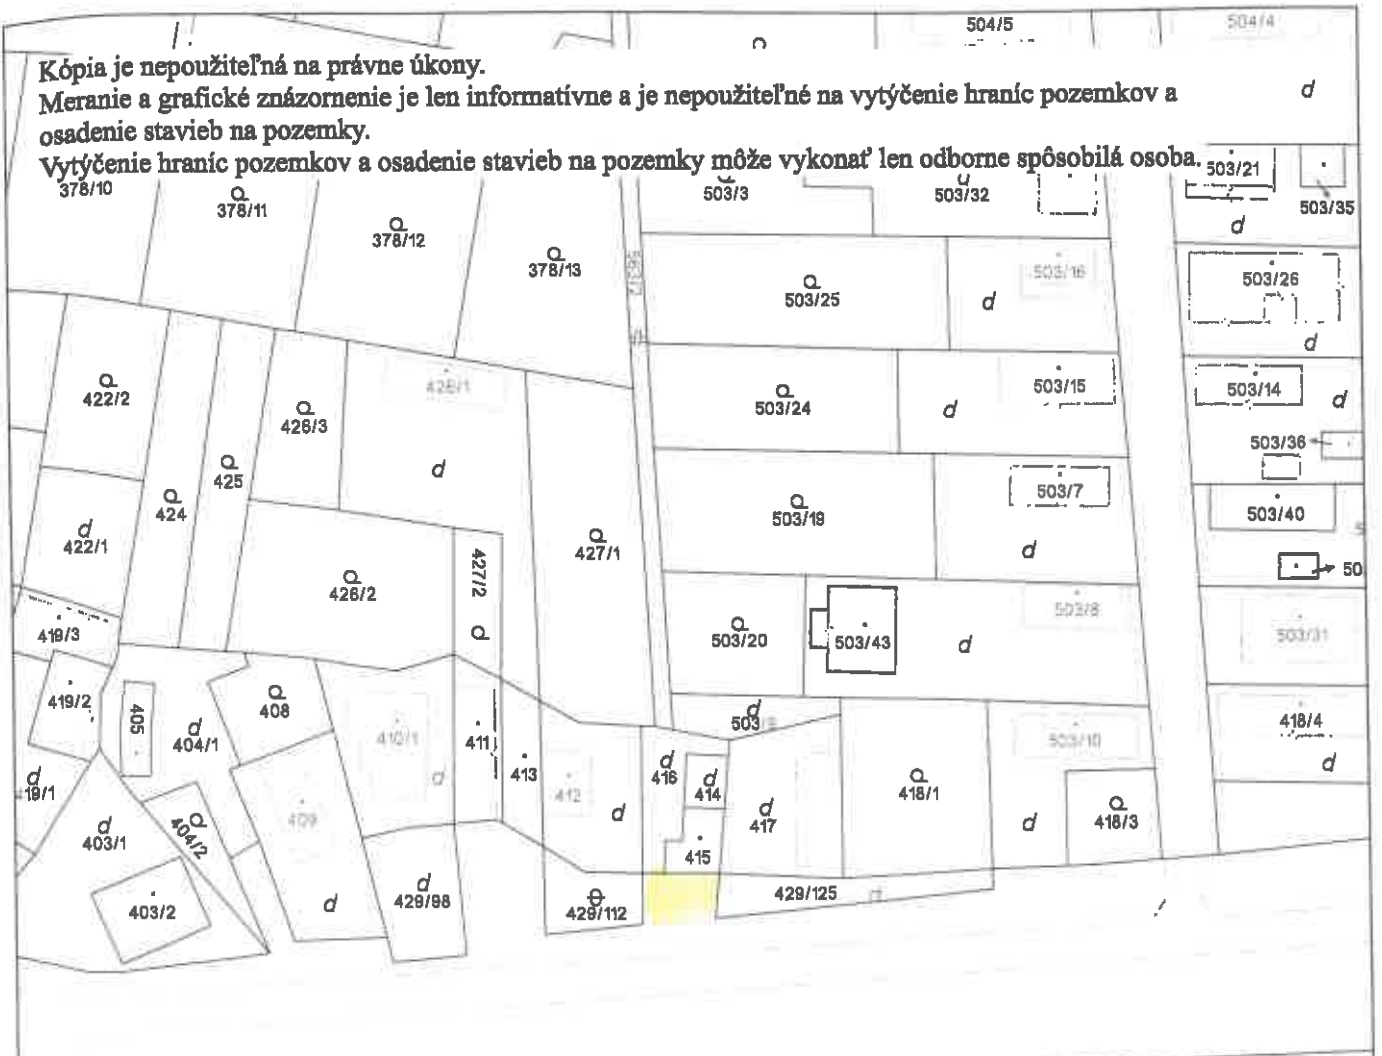 504/5
504/4
Kópia je nepoužiteľná na právne úkony.
Meranie a grafické znázornenie je len informatívne a je nepoužiteľné na vytýčenie hraníc pozemkov a
osadenie stavieb na pozemky.
Vytýčenie hraníc pozemkov a osadenie stavieb na pozemky môže vykonať len odborne spôsobilá osoba.
d
378/10
378/11
378/12
378/13
503/3
503/32
503/21
503/35
d
503/25
d
503/16
503/26
d
422/2
426/3
426/1
503/24
d
503/15
503/14
d
503/36
425
424
d
503/19
503/7
503/40
d
422/1
427/1
d
426/2
427/2
50
419/3
503/20
503/43
d
503/8
503/31
419/2
405
408
d
404/1
410/1
d
411
413
412
d
d
416
d
414
415
d
503
d
417
418/1
503/10
d
418/3
418/4
d
d
19/1
d
403/1
404/2
409
d
403/2
d
429/98
429/112
429/125
d